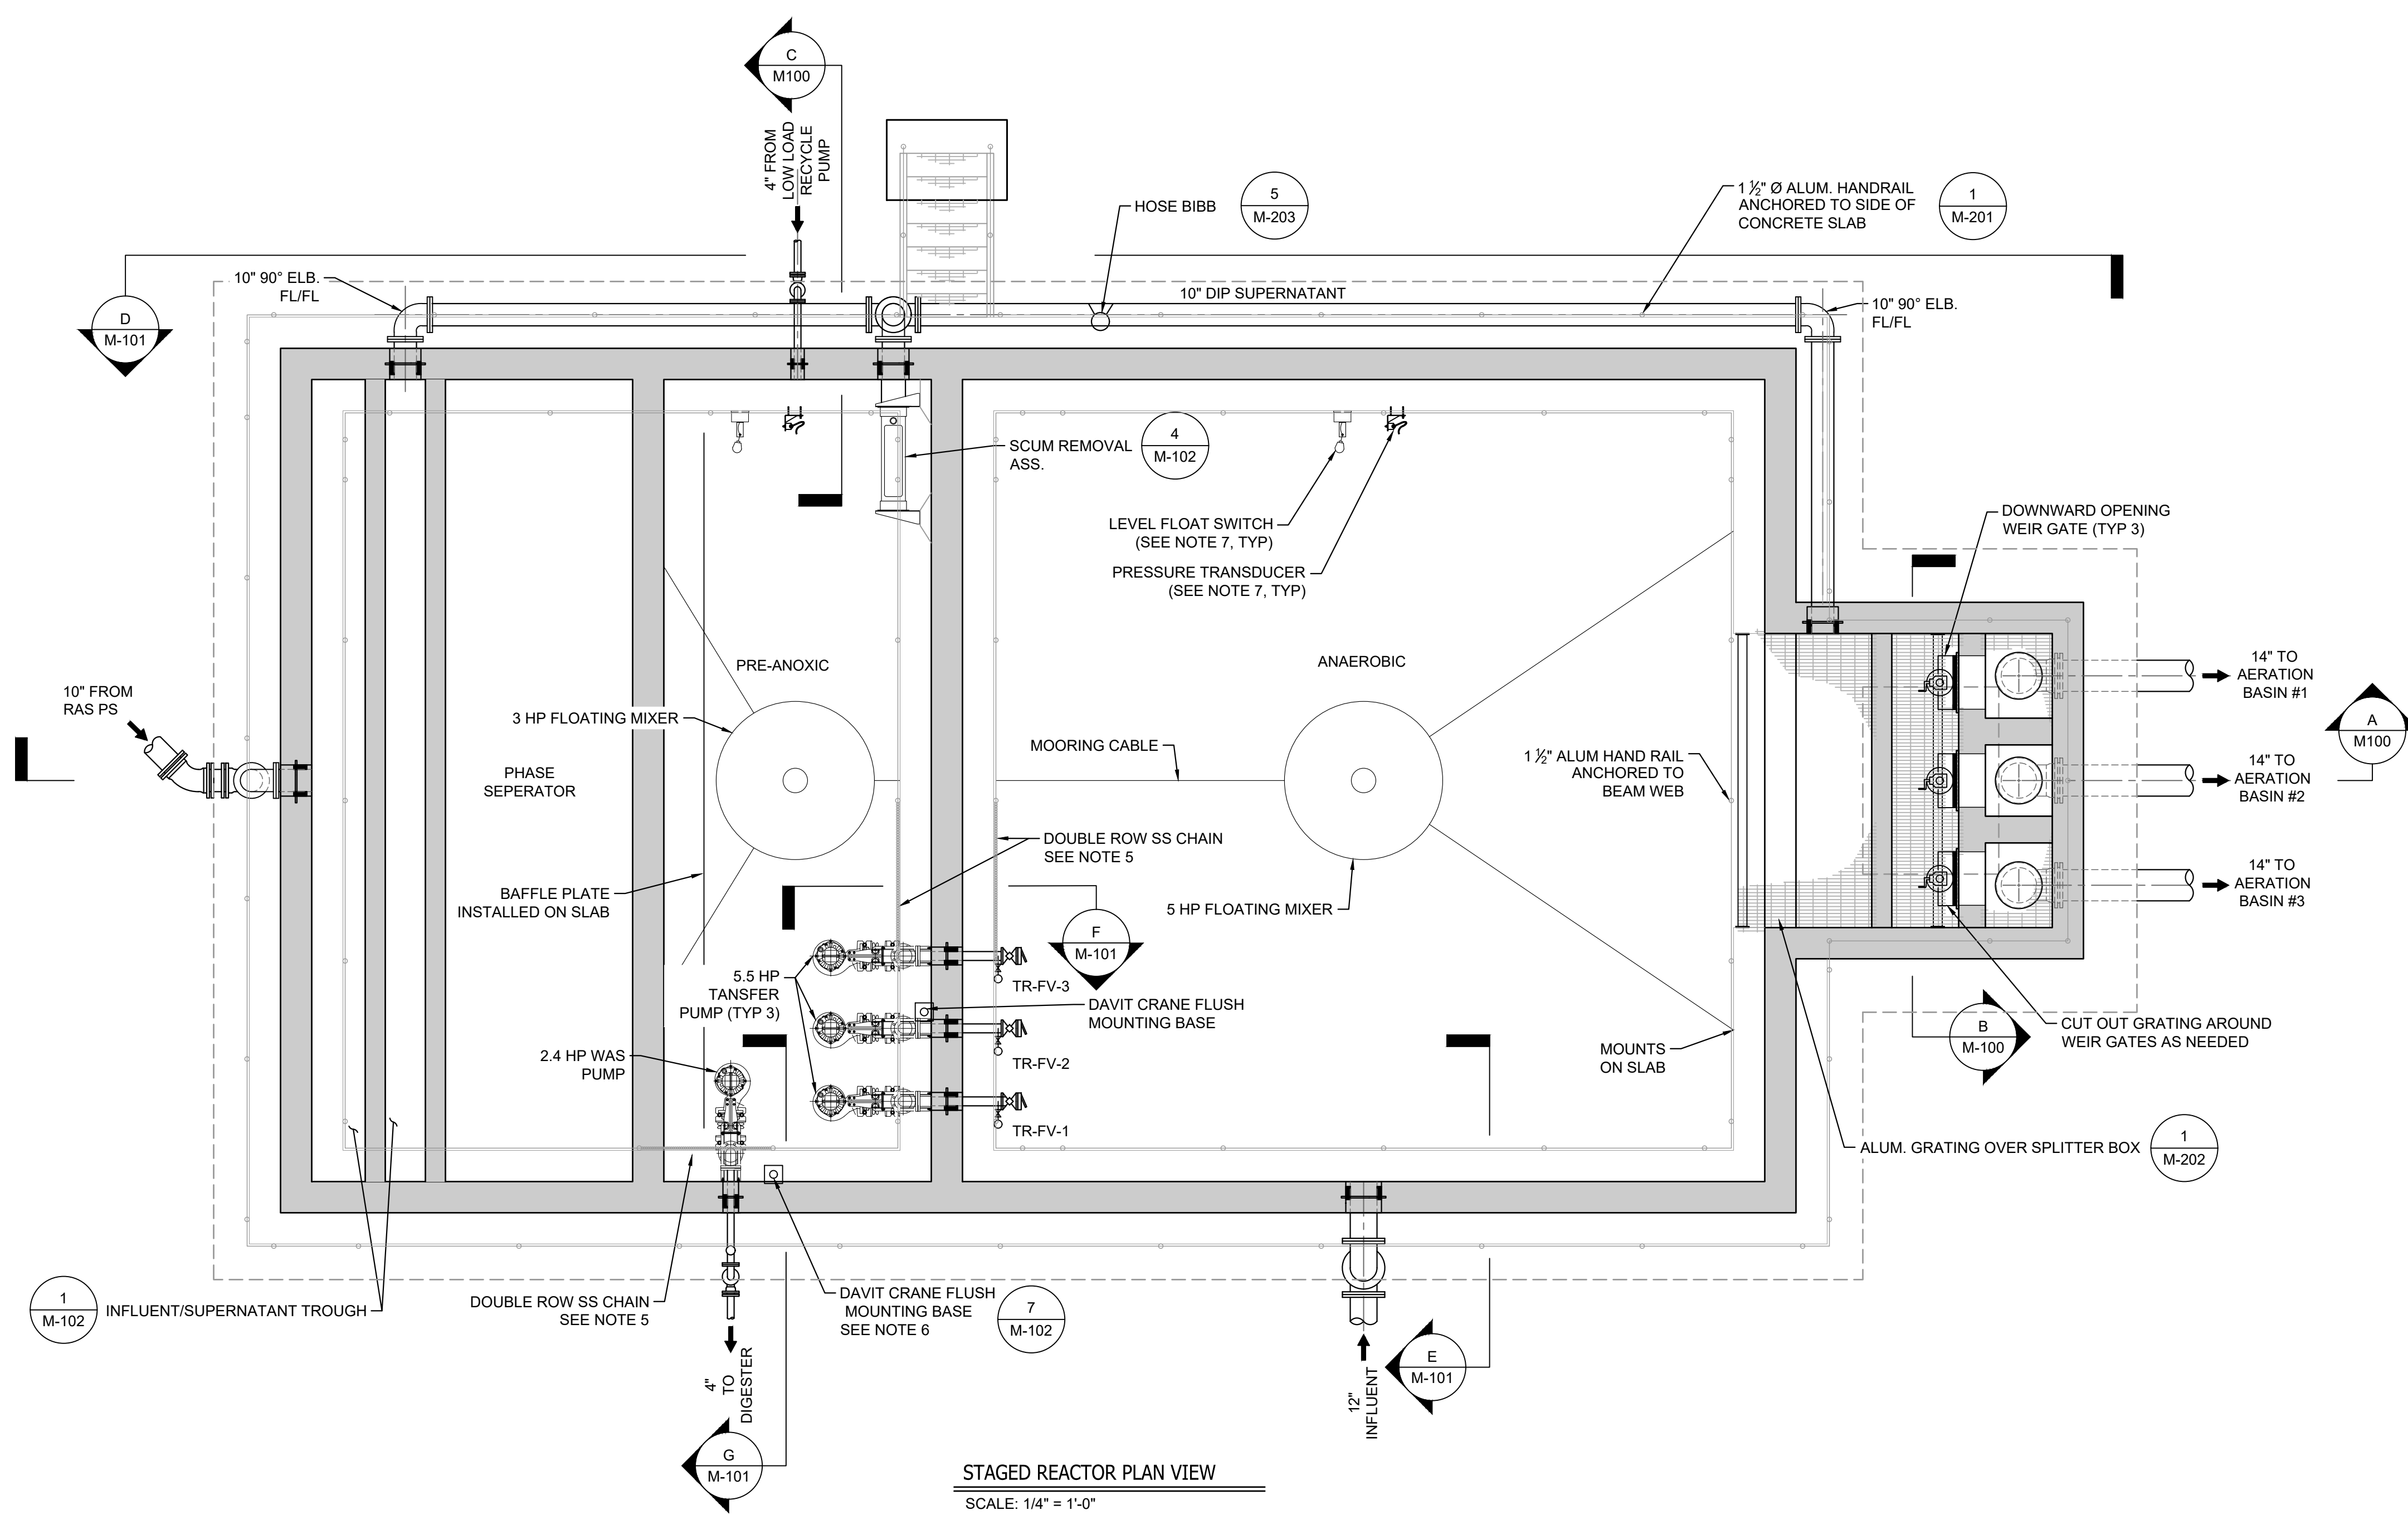 C
M100
4" FROM
LOW LOAD
RECYCLE
PUMP
HOSE BIBB
5
M-203
1 ½" Ø ALUM. HANDRAIL
ANCHORED TO SIDE OF
CONCRETE SLAB
1
M-201
10" 90° ELB.
FL/FL
10" DIP SUPERNATANT
10" 90° ELB.
FL/FL
D
M-101
SCUM REMOVAL
ASS.
4
M-102
LEVEL FLOAT SWITCH
(SEE NOTE 7, TYP)
PRESSURE TRANSDUCER
(SEE NOTE 7, TYP)
DOWNWARD OPENING
WEIR GATE (TYP 3)
PRE-ANOXIC
ANAEROBIC
14" TO
AERATION
BASIN #1
10" FROM
RAS PS
3 HP FLOATING MIXER
MOORING CABLE
1 ½" ALUM HAND RAIL
ANCHORED TO
BEAM WEB
A
M100
PHASE
SEPERATOR
14" TO
AERATION
BASIN #2
DOUBLE ROW SS CHAIN
SEE NOTE 5
14" TO
AERATION
BASIN #3
BAFFLE PLATE
INSTALLED ON SLAB
5 HP FLOATING MIXER
F
M-101
5.5 HP
TANSFER
PUMP (TYP 3)
TR-FV-3
DAVIT CRANE FLUSH
MOUNTING BASE
2.4 HP WAS
PUMP
TR-FV-2
MOUNTS
ON SLAB
B
M-100
CUT OUT GRATING AROUND
WEIR GATES AS NEEDED
TR-FV-1
ALUM. GRATING OVER SPLITTER BOX
1
M-202
1
M-102
INFLUENT/SUPERNATANT TROUGH
DOUBLE ROW SS CHAIN
SEE NOTE 5
DAVIT CRANE FLUSH
MOUNTING BASE
SEE NOTE 6
7
M-102
4"
TO
DIGESTER
12"
INFLUENT
E
M-101
G
M-101
STAGED REACTOR PLAN VIEW
SCALE: 1/4" = 1'-0"